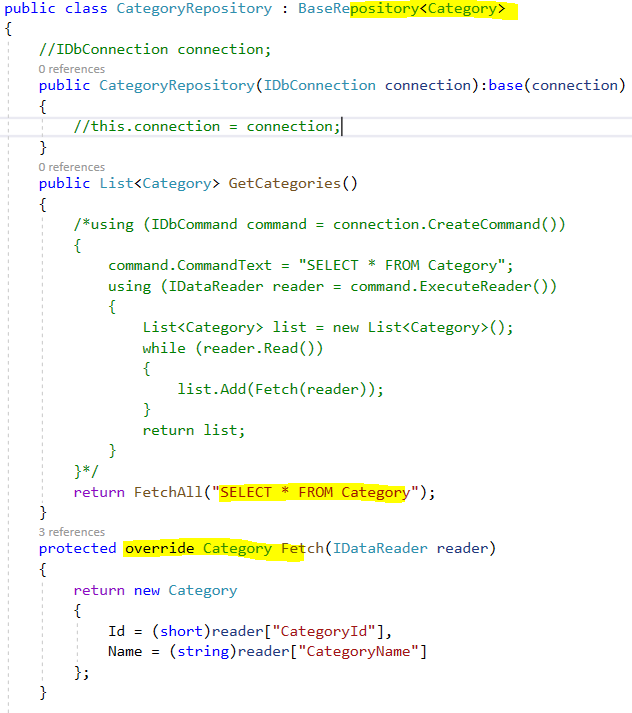 public class CategoryRepository : BaseRepository<Category>
{
//IDbConnection connection;
0 references
public CategoryRepository(IDbConnection connection):base(connection)
{
//this.connection = connection;
}
0 references
public List<Category> GetCategories()
{
/*using (IDbCommand command = connection.CreateCommand())
{
command.CommandText = "SELECT * FROM Category";
using (IDataReader reader = command.ExecuteReader())
{
List<Category> list = new List<Category>();
while (reader.Read())
{
list.Add(Fetch(reader));
}
return list;
}
}*/
return FetchAll("SELECT * FROM Category");
}
3 references
protected override Category Fetch(IDataReader reader)
{
return new Category
{
Id = (short)reader["CategoryId"],
Name = (string)reader["CategoryName"]
};
}